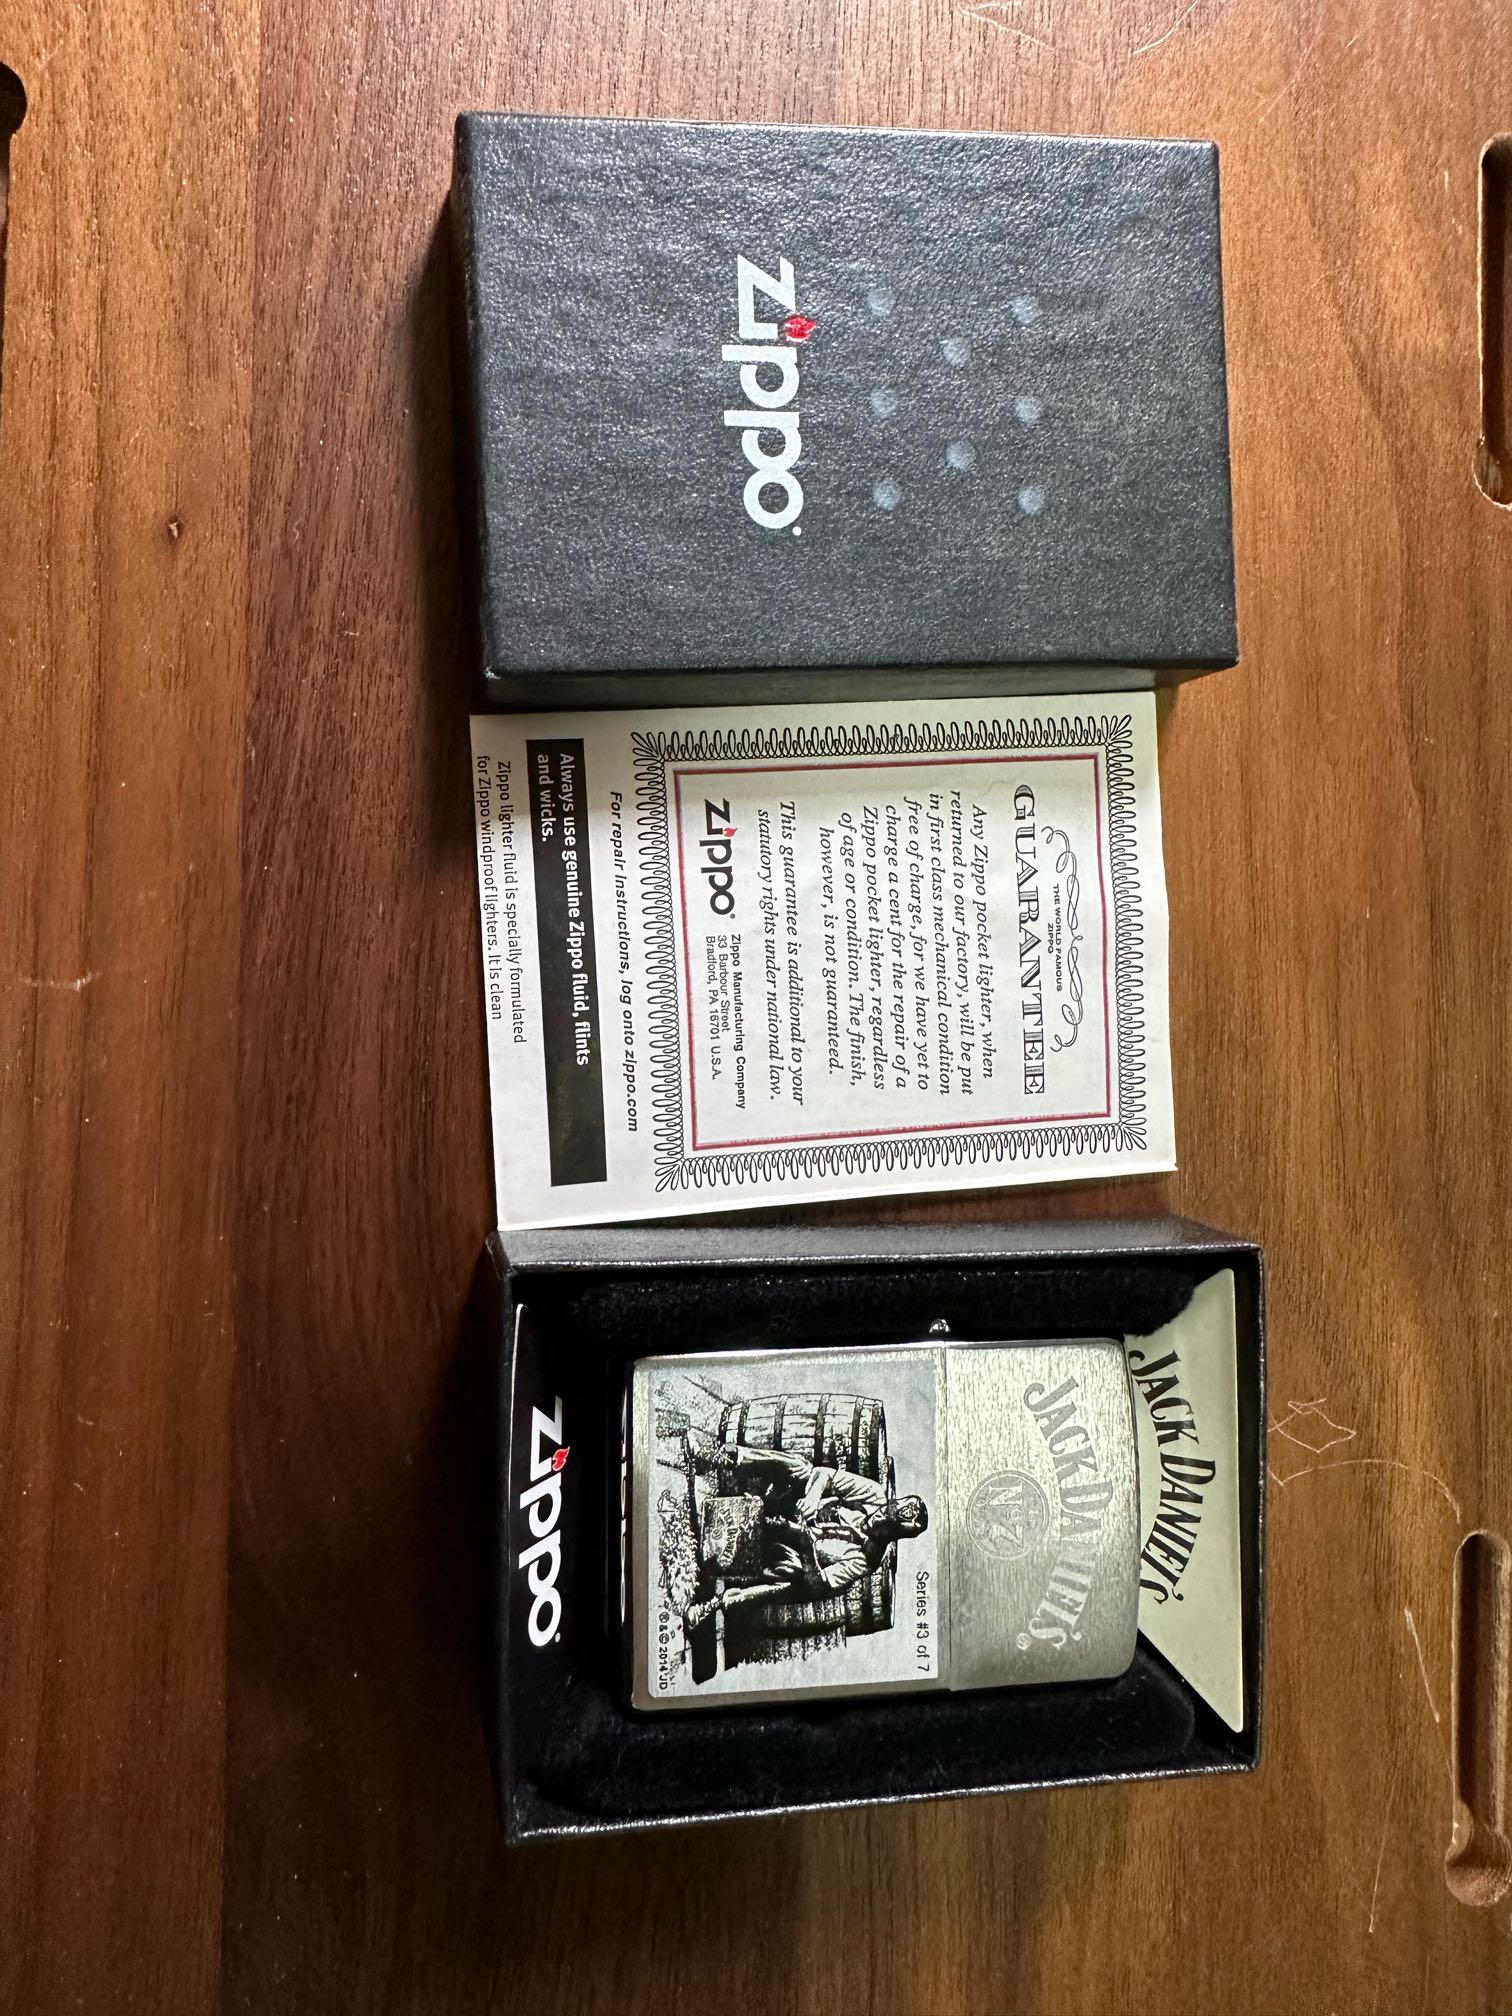 zippo
THE WORLD FAMOUS
ZIPPO
GUARANTEE
Any Zippo pocket lighter, when
returned to our factory, will be put
in first class mechanical condition
free of charge, for we have yet to
charge a cent for the repair of a
Zippo pocket lighter, regardless
of age or condition. The finish,
however, is not guaranteed.
This guarantee is additional to your
statutory rights under national law.
zippo
Zippo Manufacturing Company
33 Barbour Street
Bradford, PA 16701 U.S.A.
For repair instructions, log onto zippo.com
Always use genuine Zippo fluid, flints
and wicks.
Zippo lighter fluid is specially formulated
for Zippo windproof lighters. It is clean
JACK DANIEL'S
JACK DANIEL'S®
No 7
Series #3 of 7
® & © 2014 JD
zippo